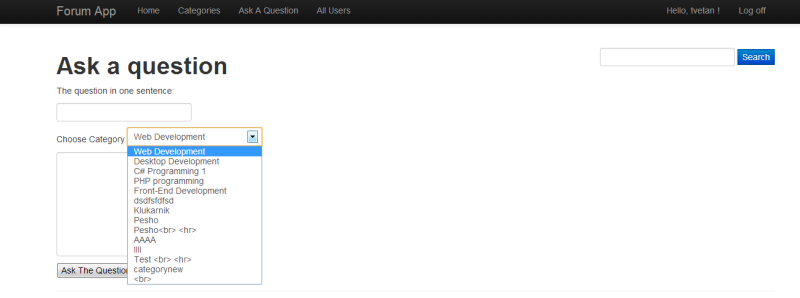 Forum App Home Categories Ask A Question All Users Hello, tvetan ! Log off
Ask a question
Search
The question in one sentence:
Choose Category Web Development
Web Development
Desktop Development
C# Programming 1
PHP programming
Front-End Development
dsdfsfdfsd
Klukarnik
Pesho
Pesho<br> <hr>
AAAA
Test <br> <hr>
categorynew
<br>
Ask The Question